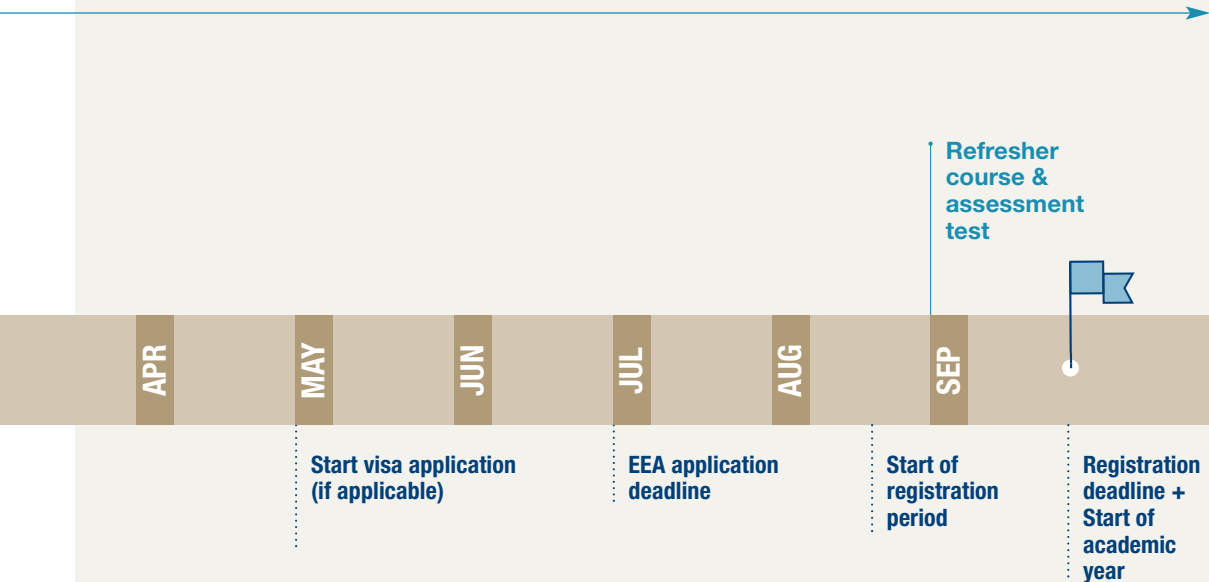 Refresher
course &
assessment
test
APR
MAY
JUN
JUL
AUG
SEP
Start visa application
(if applicable)
EEA application
deadline
Start of
registration
period
Registration
deadline +
Start of
academic
year